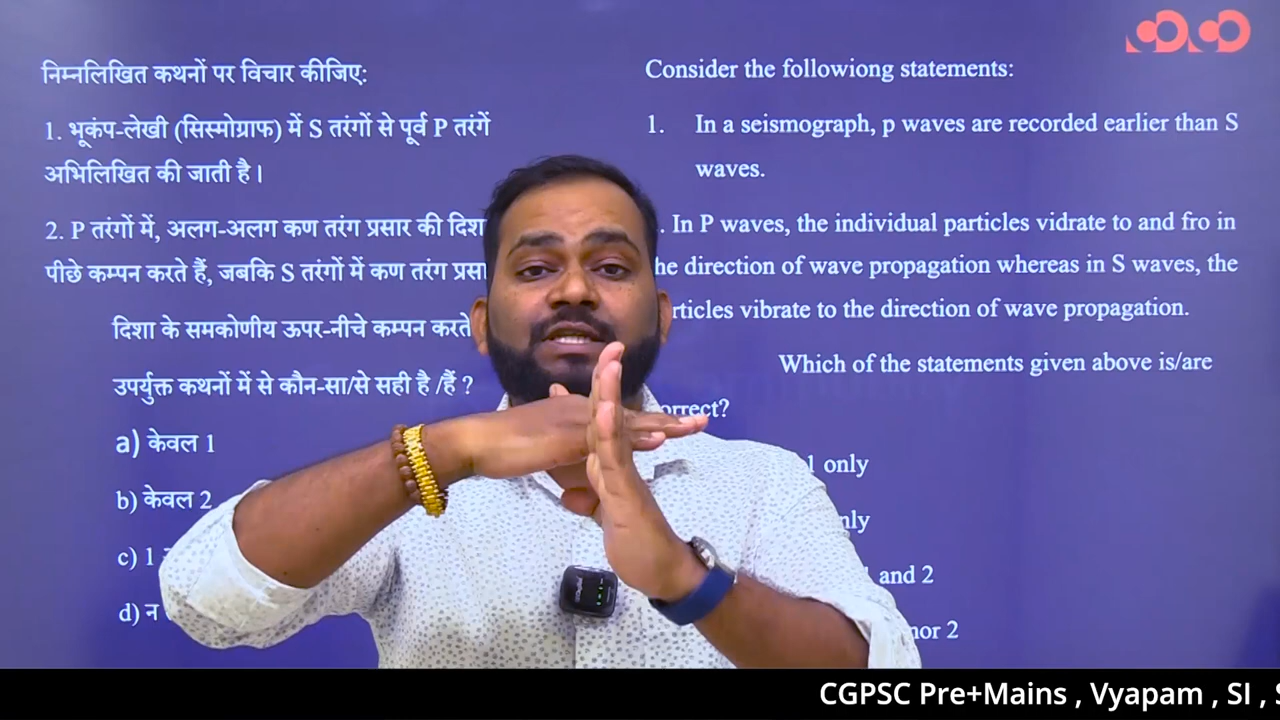 निम्नलिखित कथनों पर विचार कीजिए:
1. भूकंप-लेखी (सिस्मोग्राफ) में S तरंगों से पूर्व P तरंगें
अभिलिखित की जाती है।
2. P तरंगों में, अलग-अलग कण तरंग प्रसार की
पीछे कम्पन करते हैं, जबकि S तरंगों में कण तरंग
दिशा के समकोणीय ऊपर-नीचे कम्पन करते
उपर्युक्त कथनों में से कौन-सा/से सही है /हैं ?
a) केवल 1
b) केवल 2
c) 1
d) न
Consider the followiong statements:
1. In a seismograph, p waves are recorded earlier than S
waves.
. In P waves, the individual particles vidrate to and fro in
he direction of wave propagation whereas in S waves, the
rticles vibrate to the direction of wave propagation.
Which of the statements given above is/are
orrect?
1 only
nly
and 2
nor 2
CGPSC Pre+Mains , Vyapam , SI ,